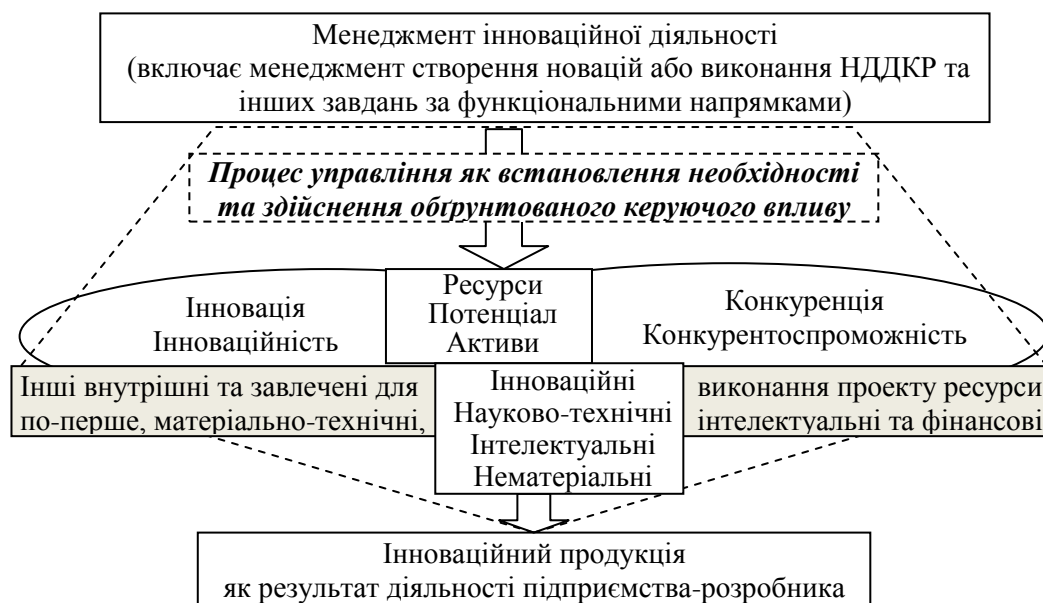 Менеджмент інноваційної діяльності
(включає менеджмент створення новацій або виконання НДДКР та
інших завдань за функціональними напрямками)
Процес управління як встановлення необхідності
та здійснення обґрунтованого керуючого впливу
Інновація
Інноваційність
Ресурси
Потенціал
Активи
Конкуренція
Конкурентоспроможність
Інші внутрішні та завлечені для
по-перше, матеріально-технічні,
Інноваційні
Науково-технічні
Інтелектуальні
Нематеріальні
виконання проекту ресурси
інтелектуальні та фінансові
Інноваційний продукція
як результат діяльності підприємства-розробника